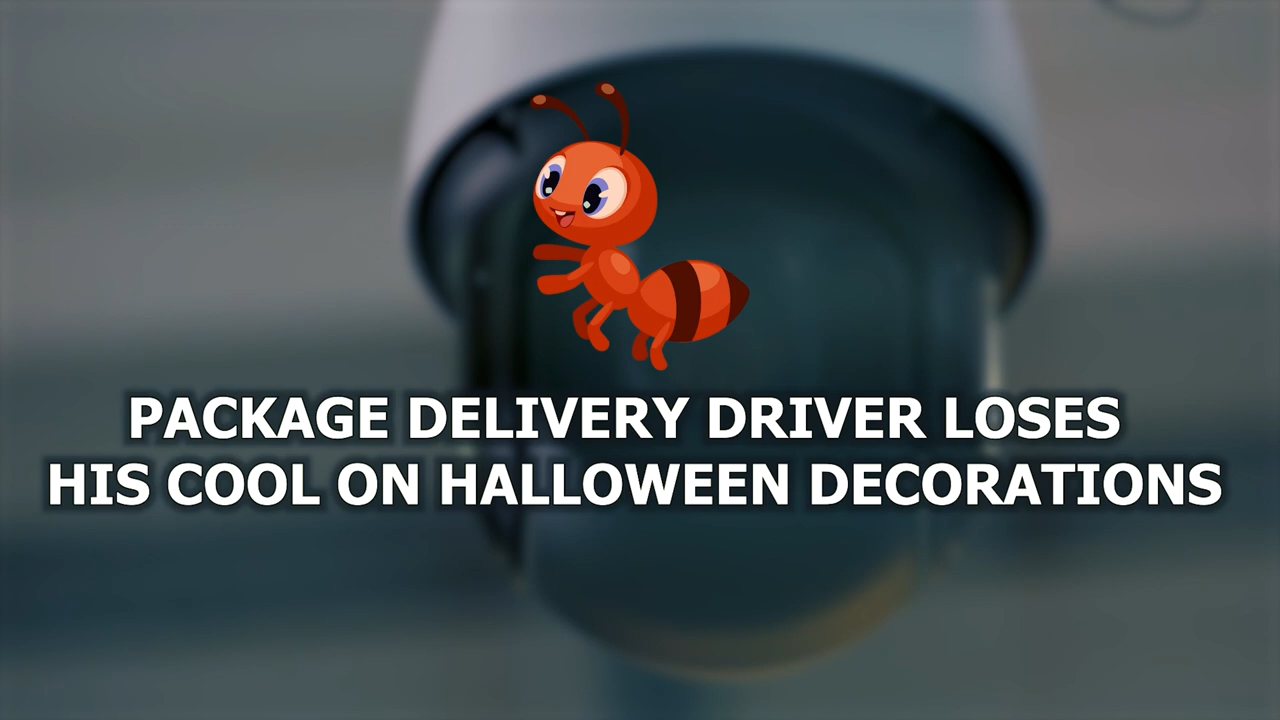 PACKAGE DELIVERY DRIVER LOSES
HIS COOL ON HALLOWEEN DECORATIONS